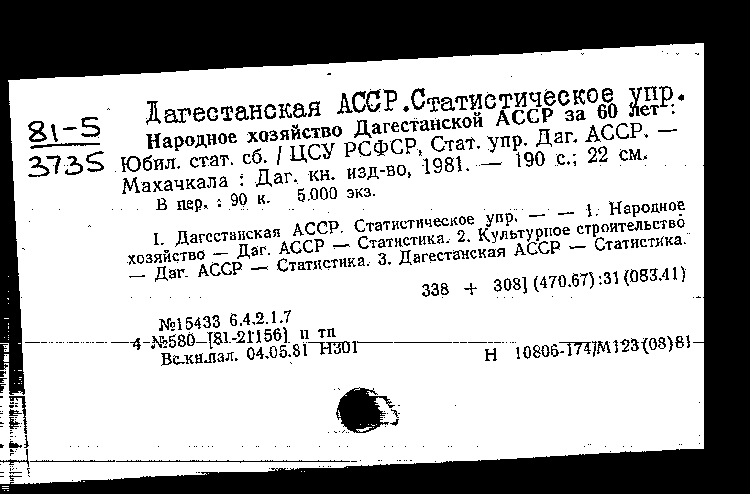 Дагестанская АССР. Статистическое упр.
81-5
3735
Народное хозяйство Дагестанской АССР за 60 лет :
Юбил. стат. сб. / ЦСУ РСФСР, Стат. упр. Даг. АССР. —
Махачкала : Даг. кн. изд-во, 1981. — 190 с.; 22 см.
В пер. : 90 к. 5.000 экз.
I. Дагестанская АССР. Статистическое упр. — — 1. Народное
хозяйство — Даг. АССР — Статистика. 2. Культурное строительство
— Даг. АССР — Статистика. 3. Дагестанская АССР — Статистика.
338 + 308] (470.67):31(083.41)
№15433 6.4.2.1.7
4 №580 [81-21156] п тп
Вс.кн.пал. 04.05.81 Н301
Н 10806-174/М123(08)81